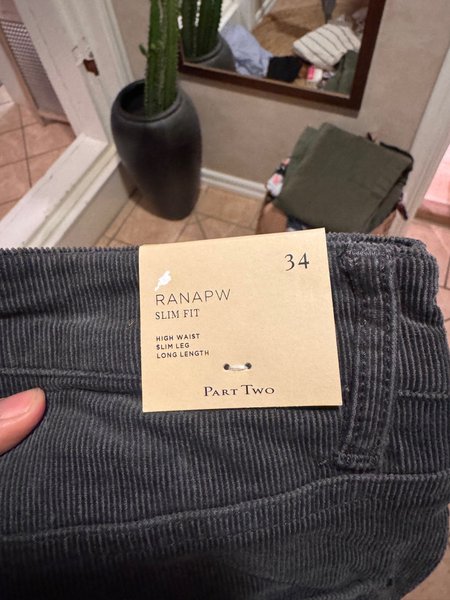 34
RANAPW
SLIM FIT
HIGH WAIST
SLIM LEG
LONG LENGTH
PART TWO